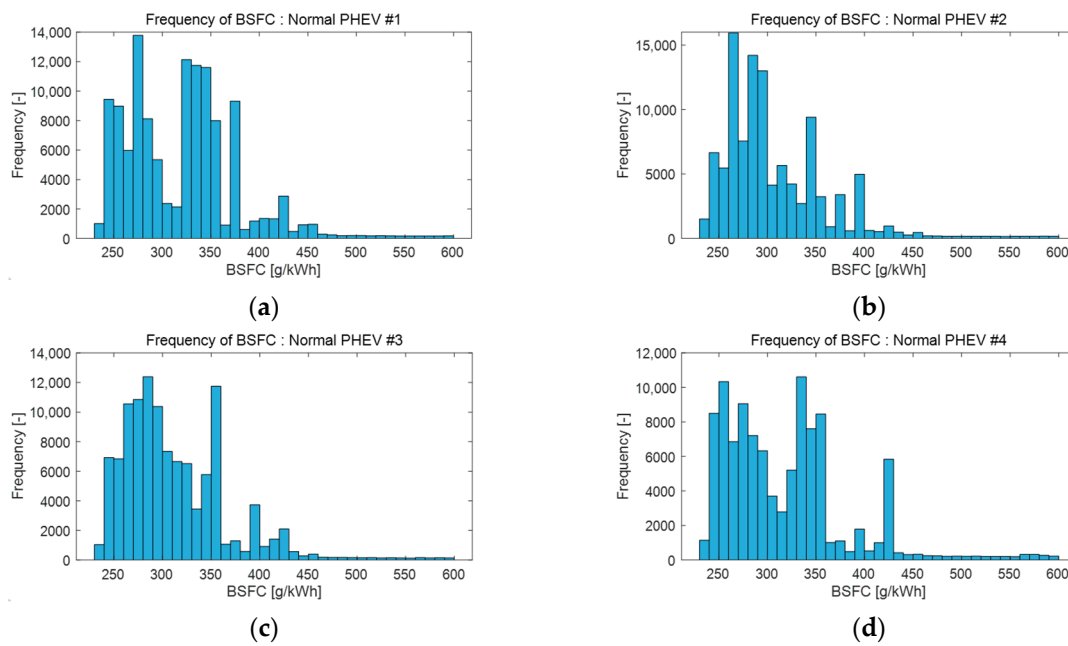 Frequency of BSFC : Normal PHEV #1
14,000
12,000
10,000
8000
6000
4000
2000
0
Frequency [-]
250 300 350 400 450 500 550 600
BSFC [g/kWh]
(a)
Frequency of BSFC : Normal PHEV #2
15,000
10,000
5000
0
Frequency [-]
250 300 350 400 450 500 550 600
BSFC [g/kWh]
(b)
Frequency of BSFC : Normal PHEV #3
14,000
12,000
10,000
8000
6000
4000
2000
0
Frequency [-]
250 300 350 400 450 500 550 600
BSFC [g/kWh]
(c)
Frequency of BSFC : Normal PHEV #4
12,000
10,000
8000
6000
4000
2000
0
Frequency [-]
250 300 350 400 450 500 550 600
BSFC [g/kWh]
(d)